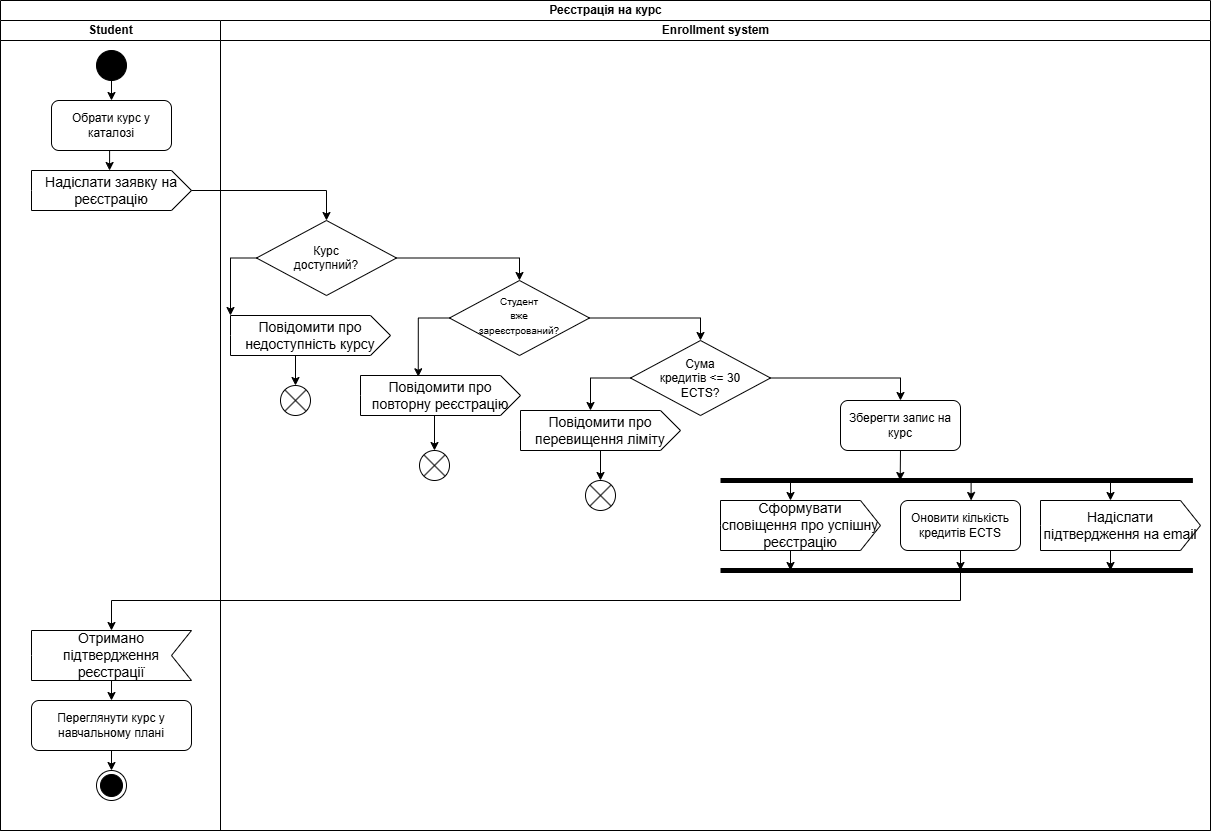 Реєстрація на курс
Student
Enrollment system
Обрати курс у
каталозі
Надіслати заявку на
реєстрацію
Курс
доступний?
Студент
вже
зареєстрований?
Повідомити про
недоступність курсу
Сума
кредитів <= 30
ECTS?
Повідомити про
повторну реєстрацію
Повідомити про
перевищення ліміту
Зберегти запис на
курс
Сформувати
сповіщення про успішну
реєстрацію
Оновити кількість
кредитів ECTS
Надіслати
підтвердження на email
Отримано
підтвердження
реєстрації
Переглянути курс у
навчальному плані